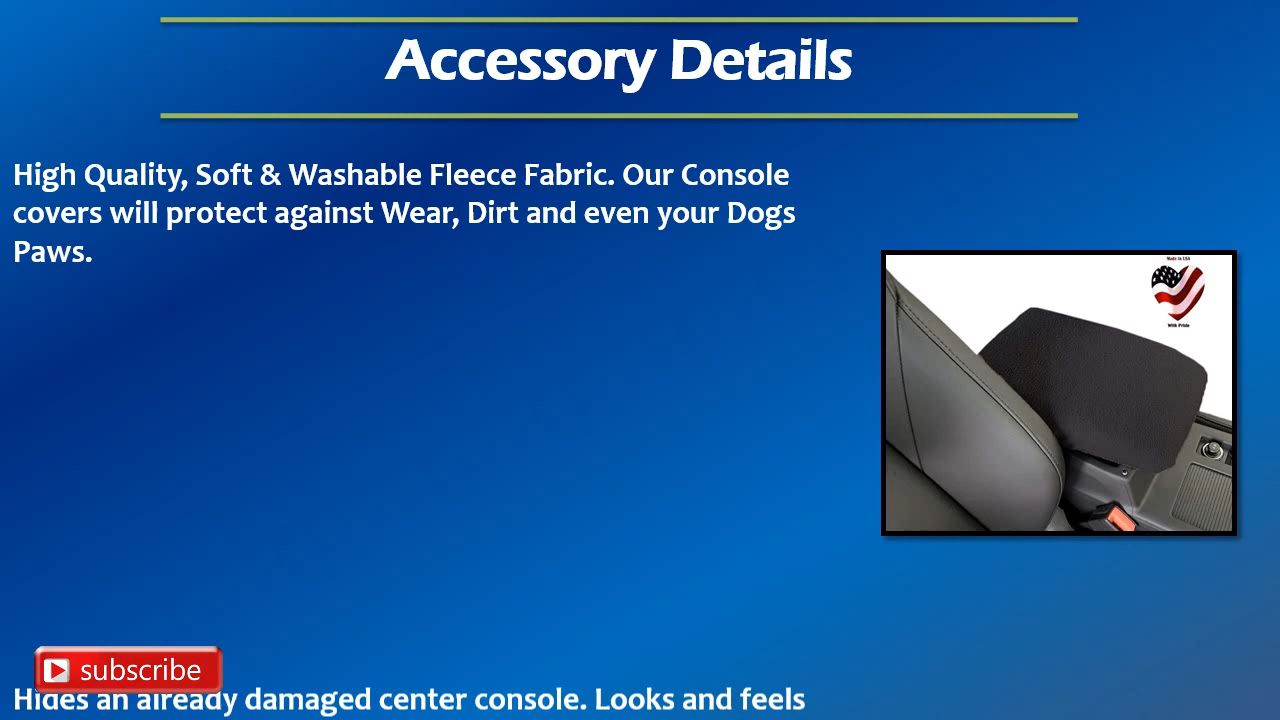 Accessory Details
High Quality, Soft & Washable Fleece Fabric. Our Console
covers will protect against Wear, Dirt and even your Dogs
Paws.
Made in USA
With Pride
subscribe
Hides an already damaged center console. Looks and feels